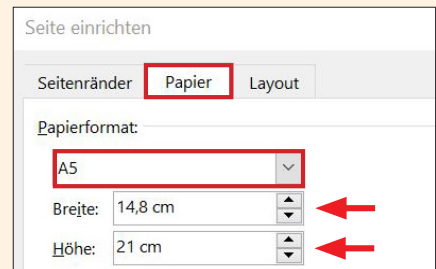 Seite einrichten
Seitenränder Papier Layout
Papierformat:
A5
Breite: 14,8 cm
Höhe: 21 cm